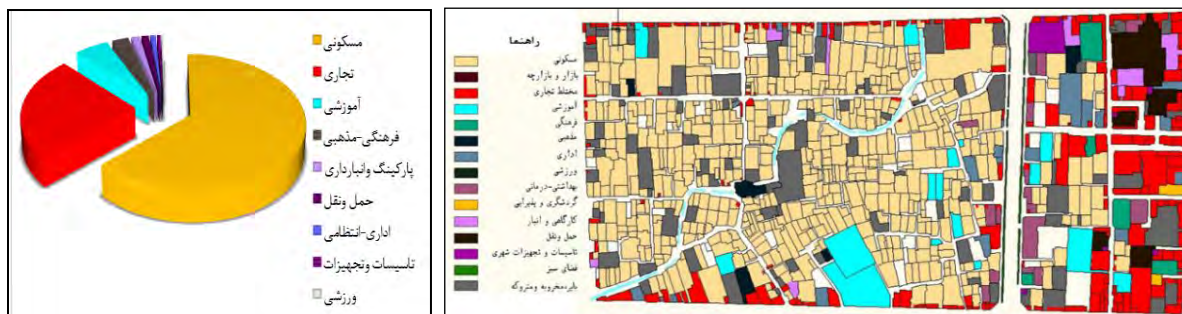 مسکونی
تجاری
آموزشی
فرهنگی-مذهبی
پارکینگ وانبارداری
حمل ونقل
اداری-انتظامی
تاسیسات وتجهیزات
ورزشی
راهنما
مسکونی
بازار و بازارچه
مختلط تجاری
آموزشی
فرهنگی
مذهبی
اداری
ورزشی
بهداشتی-درمانی
گردشگری و پذیرایی
کارگاهی و انبار
حمل ونقل
تاسیسات و تجهیزات شهری
فضای سبز
بایر-مخروبه ومتروکه